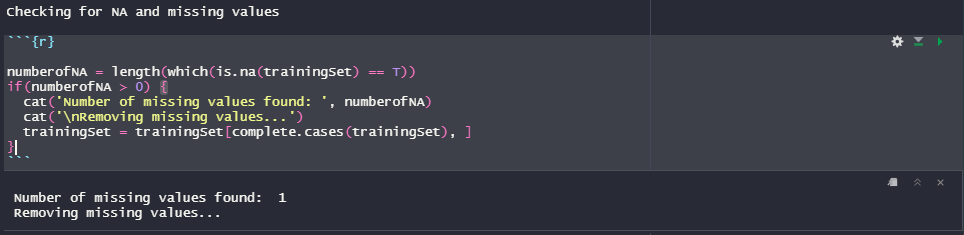 Checking for NA and missing values
```{r}
numberofNA = length(which(is.na(trainingSet) == T))
if(numberofNA > 0) {
  cat('Number of missing values found: ', numberofNA)
  cat('\nRemoving missing values...')
  trainingSet = trainingSet[complete.cases(trainingSet), ]
}
```
Number of missing values found:  1
Removing missing values...